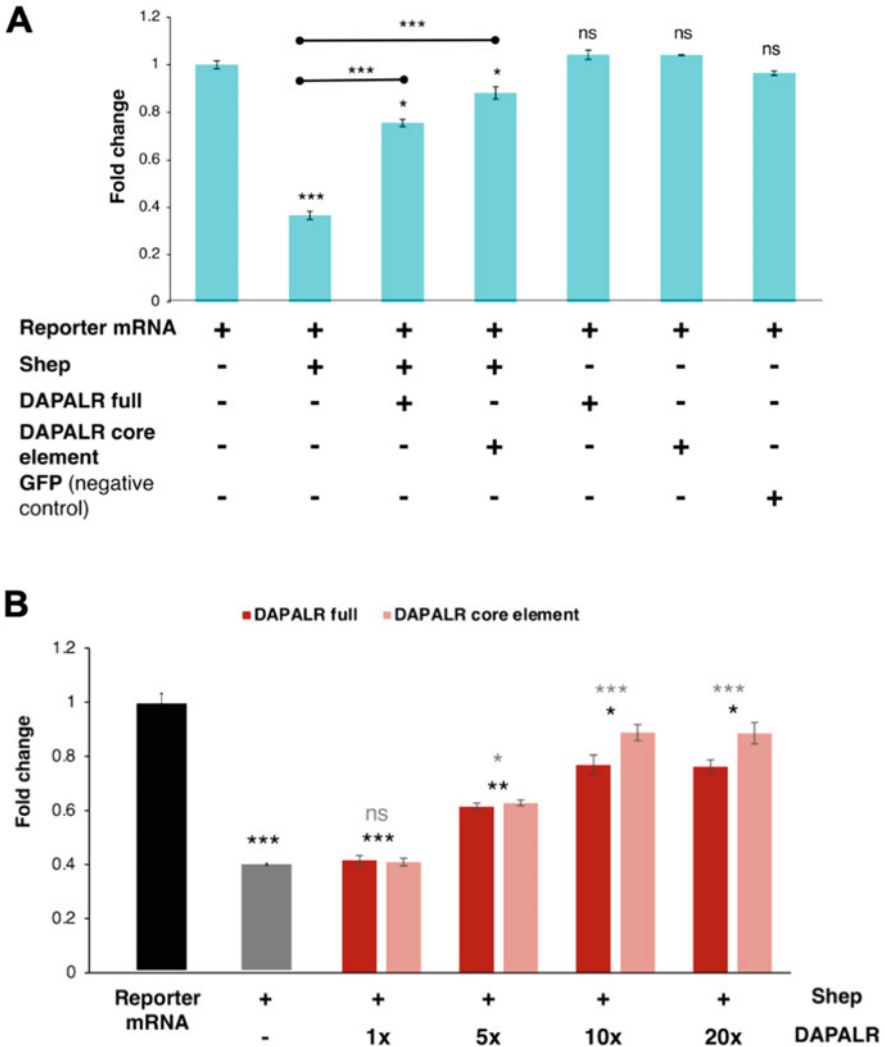 A
Fold change
1.2
1
0.8
0.6
0.4
0.2
0
***
***
***
*
*
ns
ns
ns
Reporter mRNA + + + + + + +
Shep - + + + - - -
DAPALR full - - + - + - -
DAPALR core element - - - + - + -
GFP (negative control) - - - - - - +
B
DAPALR full DAPALR core element
Fold change
1.2
1
0.8
0.6
0.4
0.2
0
***
ns
***
*
**
***
*
***
*
Reporter mRNA + + + + + Shep
- 1x 5x 10x 20x DAPALR